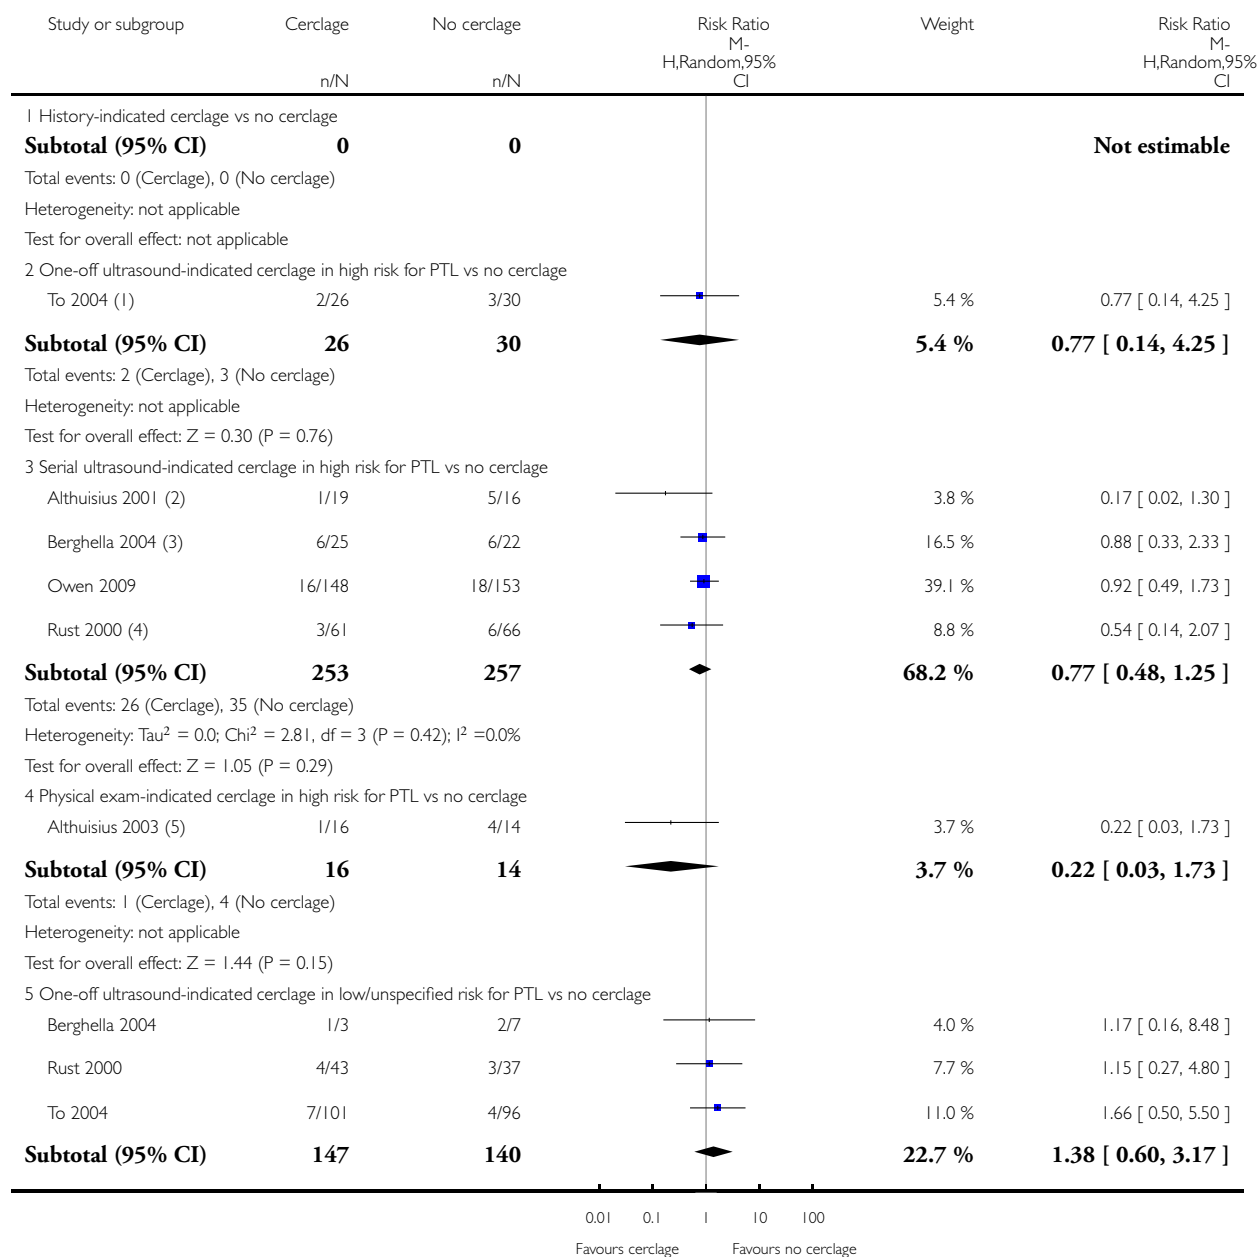 Study or subgroup Cerclage No cerclage Risk Ratio Weight Risk Ratio
M- M-
H,Random,95% H,Random,95%
n/N n/N CI CI
1 History-indicated cerclage vs no cerclage
Subtotal (95% CI) 0 0 Not estimable
Total events: 0 (Cerclage), 0 (No cerclage)
Heterogeneity: not applicable
Test for overall effect: not applicable
2 One-off ultrasound-indicated cerclage in high risk for PTL vs no cerclage
To 2004 (1) 2/26 3/30 5.4 % 0.77 [ 0.14, 4.25 ]
Subtotal (95% CI) 26 30 5.4 % 0.77 [ 0.14, 4.25 ]
Total events: 2 (Cerclage), 3 (No cerclage)
Heterogeneity: not applicable
Test for overall effect: Z = 0.30 (P = 0.76)
3 Serial ultrasound-indicated cerclage in high risk for PTL vs no cerclage
Althuisius 2001 (2) 1/19 5/16 3.8 % 0.17 [ 0.02, 1.30 ]
Berghella 2004 (3) 6/25 6/22 16.5 % 0.88 [ 0.33, 2.33 ]
Owen 2009 16/148 18/153 39.1 % 0.92 [ 0.49, 1.73 ]
Rust 2000 (4) 3/61 6/66 8.8 % 0.54 [ 0.14, 2.07 ]
Subtotal (95% CI) 253 257 68.2 % 0.77 [ 0.48, 1.25 ]
Total events: 26 (Cerclage), 35 (No cerclage)
Heterogeneity: Tau² = 0.0; Chi² = 2.81, df = 3 (P = 0.42); I² =0.0%
Test for overall effect: Z = 1.05 (P = 0.29)
4 Physical exam-indicated cerclage in high risk for PTL vs no cerclage
Althuisius 2003 (5) 1/16 4/14 3.7 % 0.22 [ 0.03, 1.73 ]
Subtotal (95% CI) 16 14 3.7 % 0.22 [ 0.03, 1.73 ]
Total events: 1 (Cerclage), 4 (No cerclage)
Heterogeneity: not applicable
Test for overall effect: Z = 1.44 (P = 0.15)
5 One-off ultrasound-indicated cerclage in low/unspecified risk for PTL vs no cerclage
Berghella 2004 1/3 2/7 4.0 % 1.17 [ 0.16, 8.48 ]
Rust 2000 4/43 3/37 7.7 % 1.15 [ 0.27, 4.80 ]
To 2004 7/101 4/96 11.0 % 1.66 [ 0.50, 5.50 ]
Subtotal (95% CI) 147 140 22.7 % 1.38 [ 0.60, 3.17 ]
0.01 0.1 1 10 100
Favours cerclage Favours no cerclage